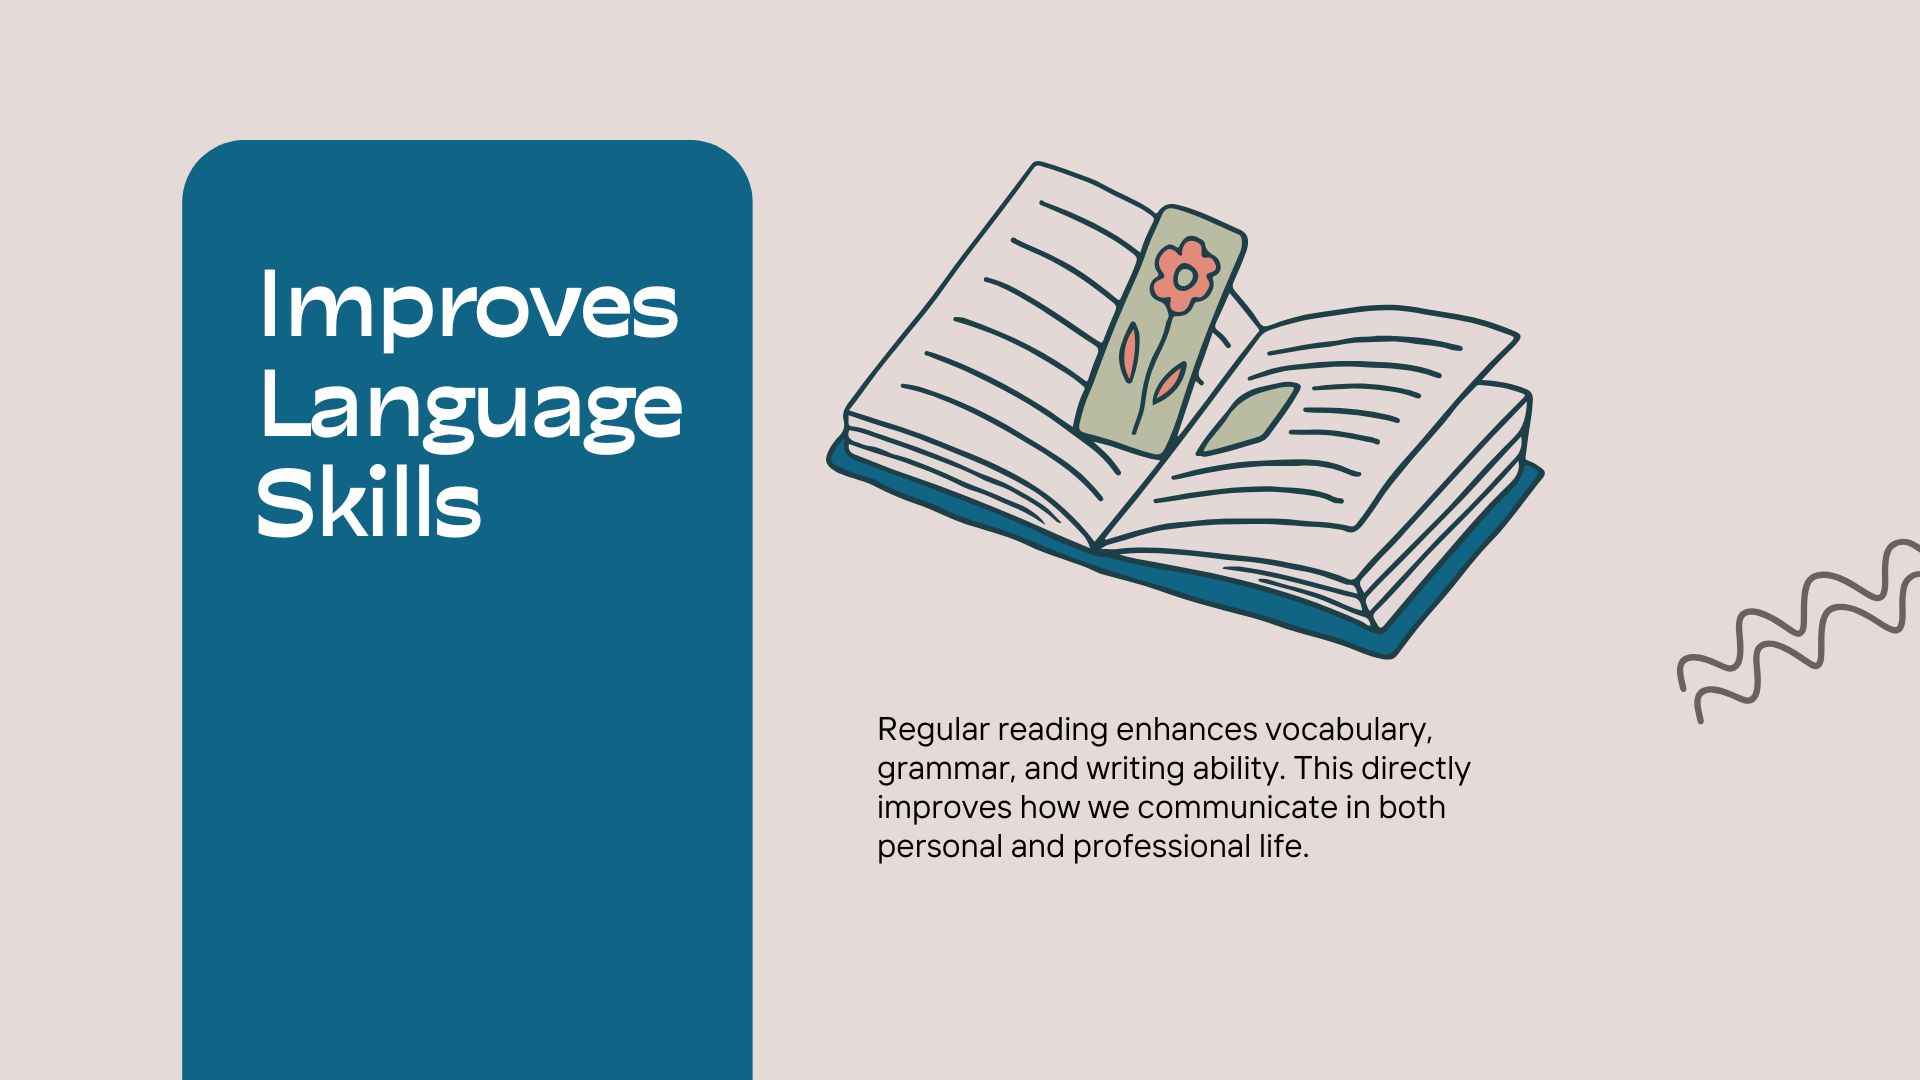 Improves
Language
Skills
Regular reading enhances vocabulary,
grammar, and writing ability. This directly
improves how we communicate in both
personal and professional life.